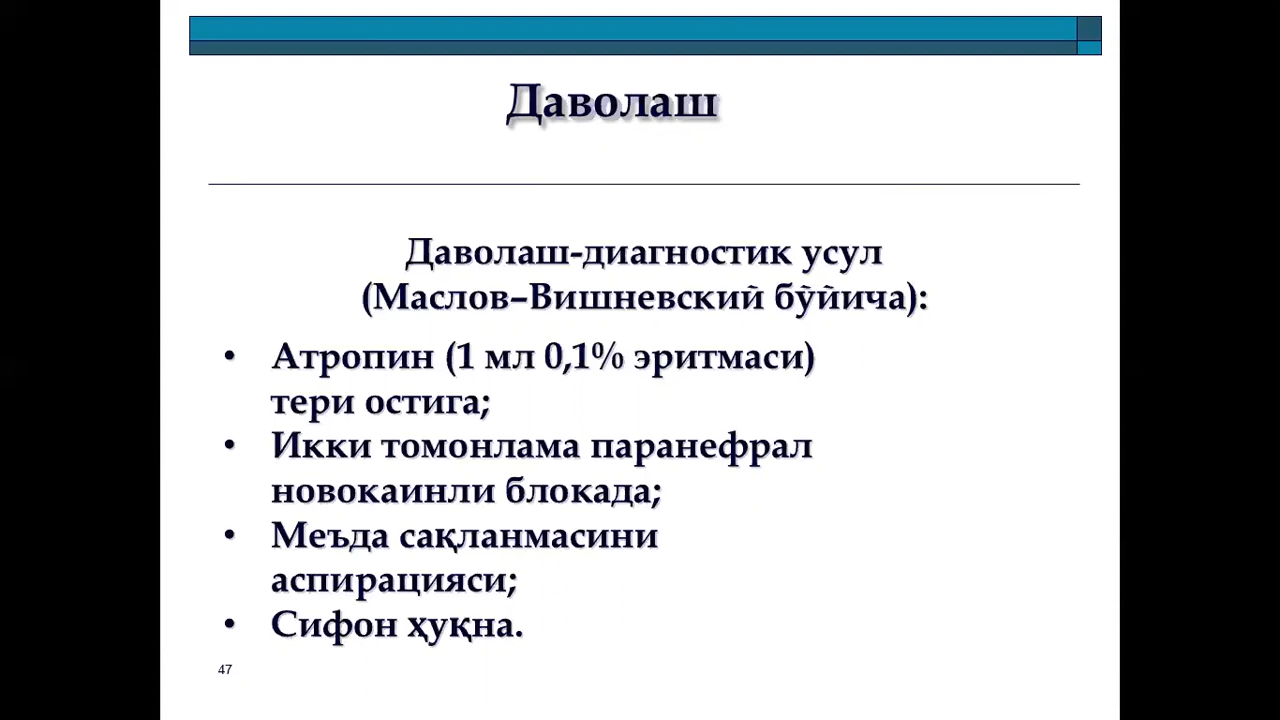 Даволаш
Даволаш-диагностик усул
(Маслов–Вишневский бўйича):
• Атропин (1 мл 0,1% эритмаси)
тери остига;
• Икки томонлама паранефрал
новокаинли блокада;
• Меъда сақланмасини
аспирацияси;
• Сифон ҳуқна.
47